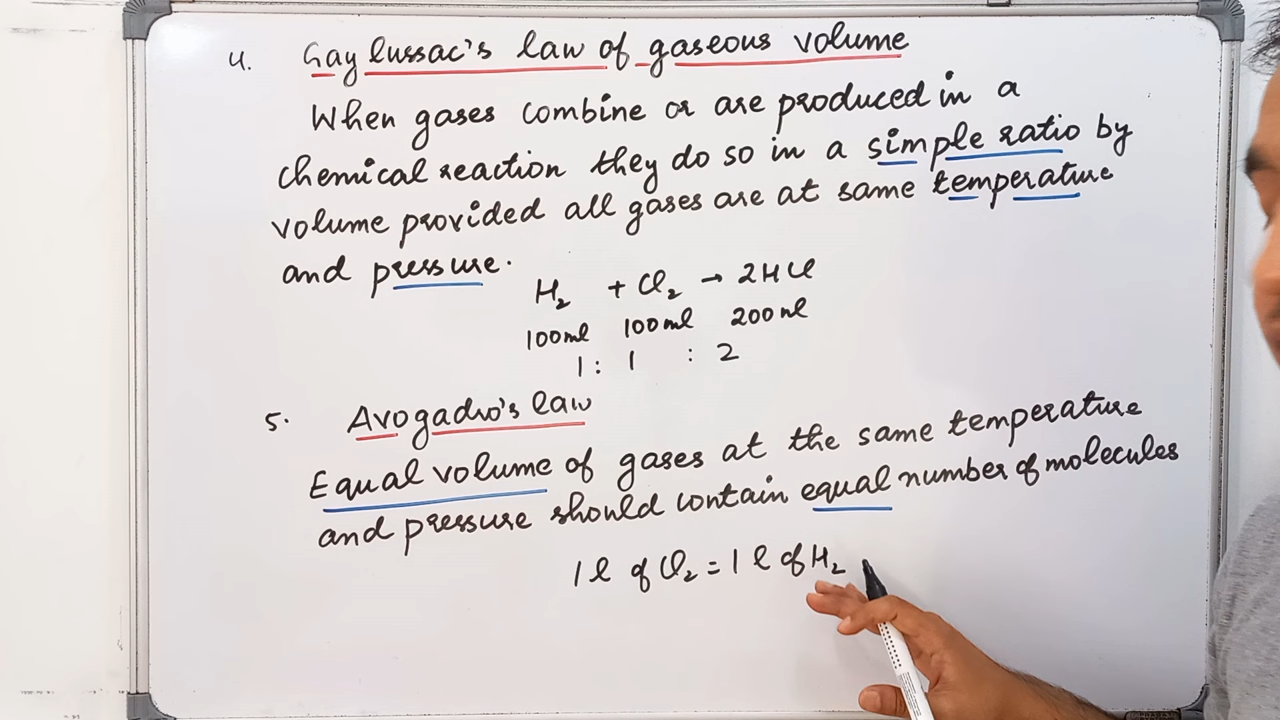 4. Gay lussac's law of gaseous volume
When gases combine or are produced in a
chemical reaction they do so in a simple ratio by
volume provided all gases are at same temperature
and pressure.
H₂ + Cl₂ → 2HCl
100ml 100ml 200ml
1 : 1 : 2
5. Avogadro's law
Equal volume of gases at the same temperature
and pressure should contain equal number of molecules
1 l of Cl₂ = 1 l of H₂